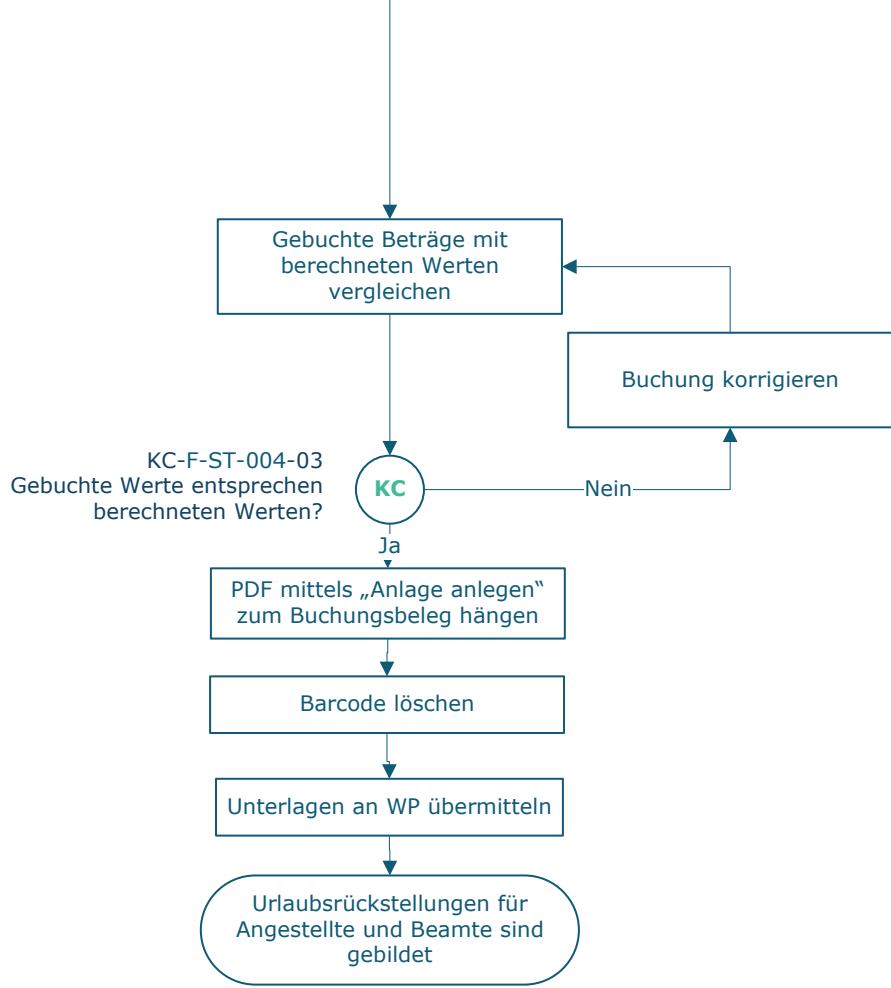 Gebuchte Beträge mit
berechneten Werten
vergleichen
Buchung korrigieren
KC-F-ST-004-03
Gebuchte Werte entsprechen
berechneten Werten?
KC
Nein
Ja
PDF mittels „Anlage anlegen“
zum Buchungsbeleg hängen
Barcode löschen
Unterlagen an WP übermitteln
Urlaubsrückstellungen für
Angestellte und Beamte sind
gebildet